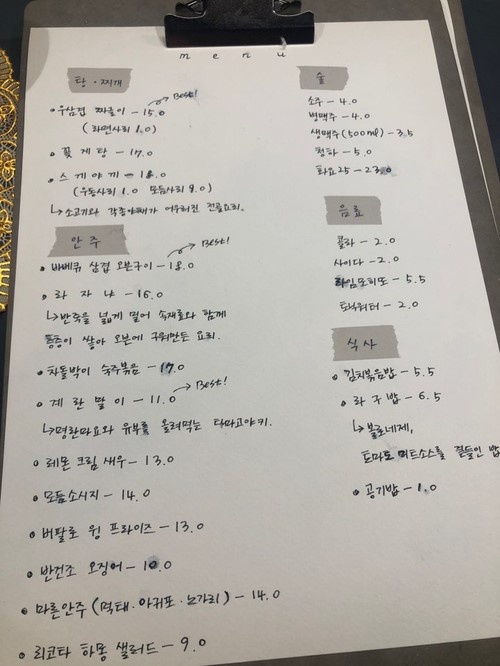 menu
탕·찌개
Best!
우삼겹 짜글이 - 15.0
(라면사리 1.0)
꽃게탕 - 17.0
스게야끼 - 18.0
(우동사리 1.0 모듬사리 9.0)
↳소고기와 각종야채가 어우러진 전골요리.
안주
Best!
바베큐 삼겹 오븐구이 - 18.0
라자냐 - 16.0
↳반죽을 넓게 밀어 속재료와 함께
층층이 쌓아 오븐에 구워만든 요리.
차돌박이 숙주볶음 - 17.0
Best!
계란말이 - 11.0
↳명란마요와 유부를 올려먹는 타마고야키.
레몬크림새우 - 13.0
모듬소시지 - 14.0
버팔로 윙 프라이즈 - 13.0
반건조 오징어 - 10.0
마른안주 (먹태·아귀포·노가리) - 14.0
리코타 하몽 샐러드 - 9.0
술
소주 - 4.0
병맥주 - 4.0
생맥주 (500ml) - 3.5
청하 - 5.0
화요25 - 23.0
음료
콜라 - 2.0
사이다 - 2.0
라임모히또 - 5.5
토닉워터 - 2.0
식사
김치볶음밥 - 5.5
라구밥 - 6.5
↳볼로네제,
토마토 미트소스를 곁들인 밥
공기밥 - 1.0